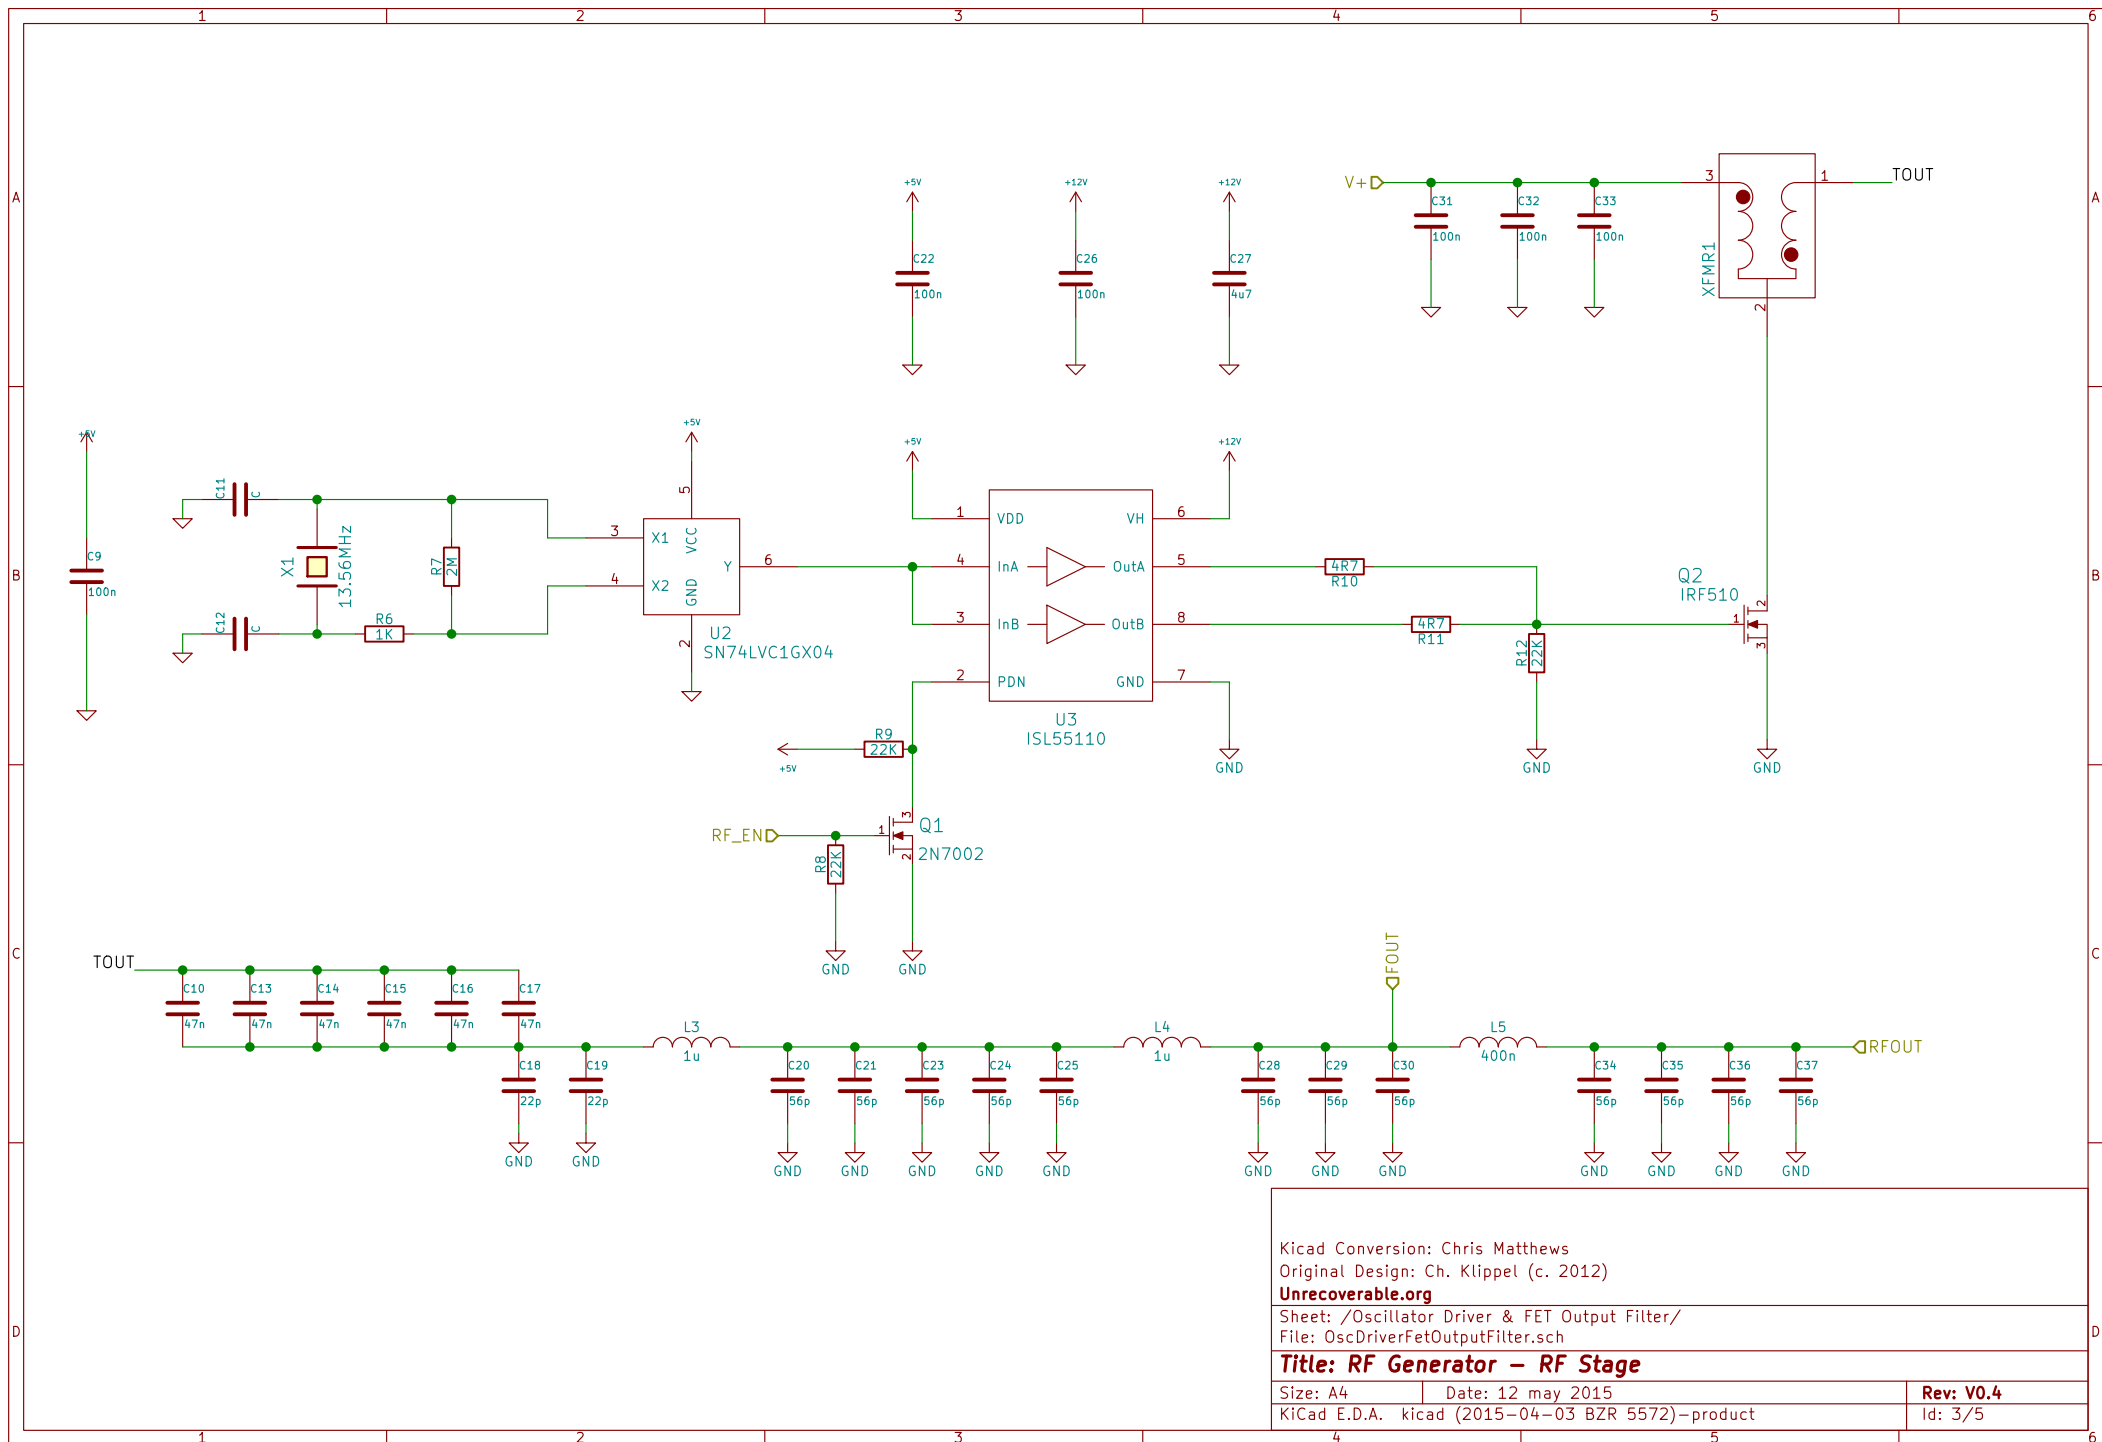 1 2 3 4 5 6
A A
B B
C C
D D
1 2 3 4 5 6
+5V
C22
100n
+12V
C26
100n
+12V
C27
4u7
V+
C31
100n
C32
100n
C33
100n
3
1
2
XFMR1
TOUT
+5V
C9
100n
C11
C
C12
C
X1
13.56MHz
R6
1K
R7
2M
+5V
5
3
4
6
2
X1
X2
VCC
GND
Y
U2
SN74LVC1GX04
+5V
+12V
1 VDD
4 InA
3 InB
2 PDN
VH 6
OutA 5
OutB 8
GND 7
U3
ISL55110
GND
4R7
R10
4R7
R11
R12
22K
GND
Q2
IRF510
1
2
3
GND
R9
22K
+5V
RF_EN
R8
22K
GND
1
3
2
Q1
2N7002
GND
TOUT
C10
47n
C13
47n
C14
47n
C15
47n
C16
47n
C17
47n
C18
22p
GND
C19
22p
GND
L3
1u
C20
56p
GND
C21
56p
GND
C23
56p
GND
C24
56p
GND
C25
56p
GND
L4
1u
C28
56p
GND
C29
56p
GND
FOUT
C30
56p
GND
L5
400n
C34
56p
GND
C35
56p
GND
C36
56p
GND
C37
56p
GND
RFOUT
Kicad Conversion: Chris Matthews
Original Design: Ch. Klippel (c. 2012)
Unrecoverable.org
Sheet: /Oscillator Driver & FET Output Filter/
File: OscDriverFetOutputFilter.sch
Title: RF Generator – RF Stage
Size: A4 Date: 12 may 2015 Rev: V0.4
KiCad E.D.A. kicad (2015-04-03 BZR 5572)-product Id: 3/5